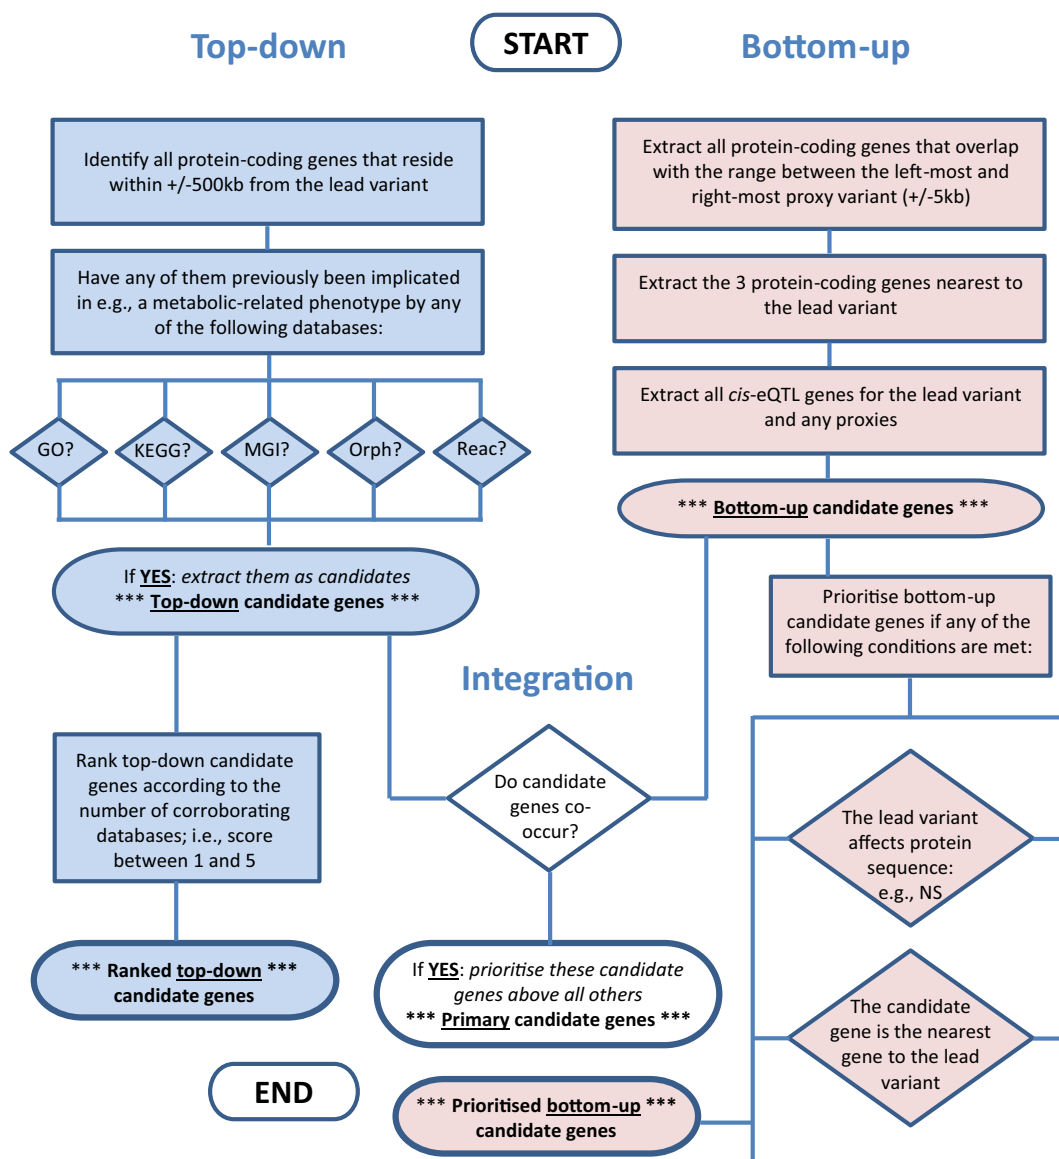 Top-down
START
Bottom-up
Identify all protein-coding genes that reside
within +/-500kb from the lead variant
Have any of them previously been implicated
in e.g., a metabolic-related phenotype by any
of the following databases:
GO?
KEGG?
MGI?
Orph?
Reac?
If YES: extract them as candidates
*** Top-down candidate genes ***
Rank top-down candidate
genes according to the
number of corroborating
databases; i.e., score
between 1 and 5
*** Ranked top-down ***
candidate genes
Extract all protein-coding genes that overlap
with the range between the left-most and
right-most proxy variant (+/-5kb)
Extract the 3 protein-coding genes nearest to
the lead variant
Extract all cis-eQTL genes for the lead variant
and any proxies
*** Bottom-up candidate genes ***
Prioritise bottom-up
candidate genes if any of the
following conditions are met:
Integration
Do candidate
genes co-
occur?
If YES: prioritise these candidate
genes above all others
*** Primary candidate genes ***
The lead variant
affects protein
sequence:
e.g., NS
The candidate
gene is the nearest
gene to the lead
variant
END
*** Prioritised bottom-up ***
candidate genes